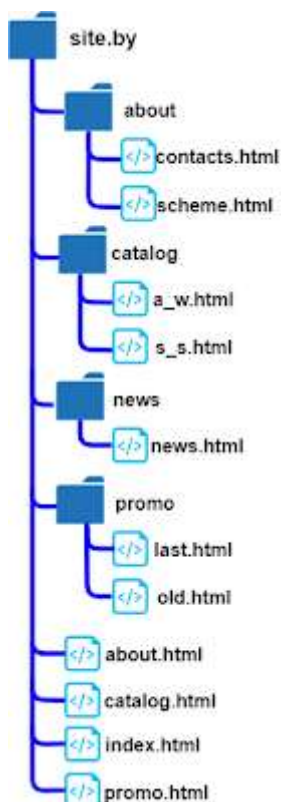 site.by
about
</>contacts.html
</>scheme.html
catalog
</> a_w.html
</> s_s.html
news
</> news.html
promo
</> last.html
</> old.html
</> about.html
</> catalog.html
</> index.html
</> promo.html